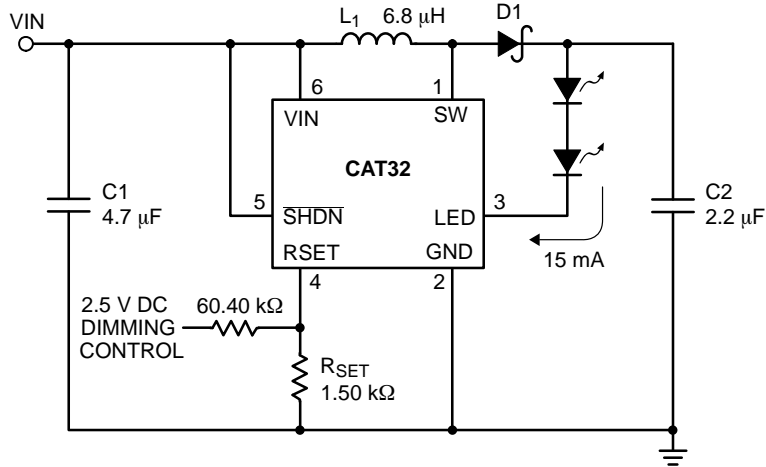 VIN
L₁ 6.8 μH
D1
6
1
VIN
SW
CAT32
C1
4.7 μF
5
SHDN
LED
3
C2
2.2 μF
RSET
GND
15 mA
4
2
2.5 V DC
DIMMING
CONTROL
60.40 kΩ
RSET
1.50 kΩ